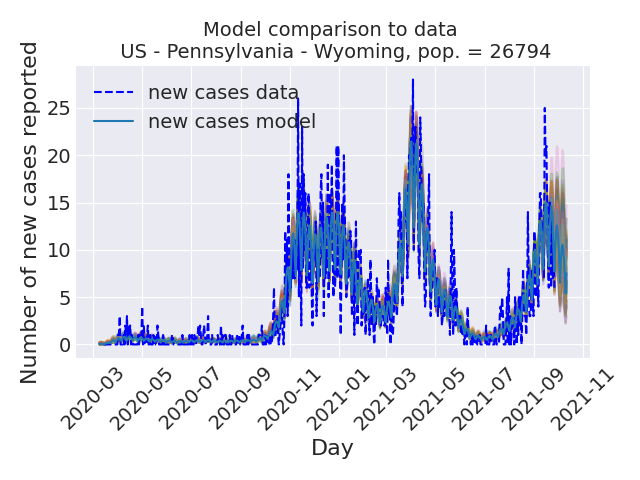 Model comparison to data
US - Pennsylvania - Wyoming, pop. = 26794
Number of new cases reported
25
20
15
10
5
0
new cases data
new cases model
2020-03
2020-05
2020-07
2020-09
2020-11
2021-01
2021-03
2021-05
2021-07
2021-09
2021-11
Day